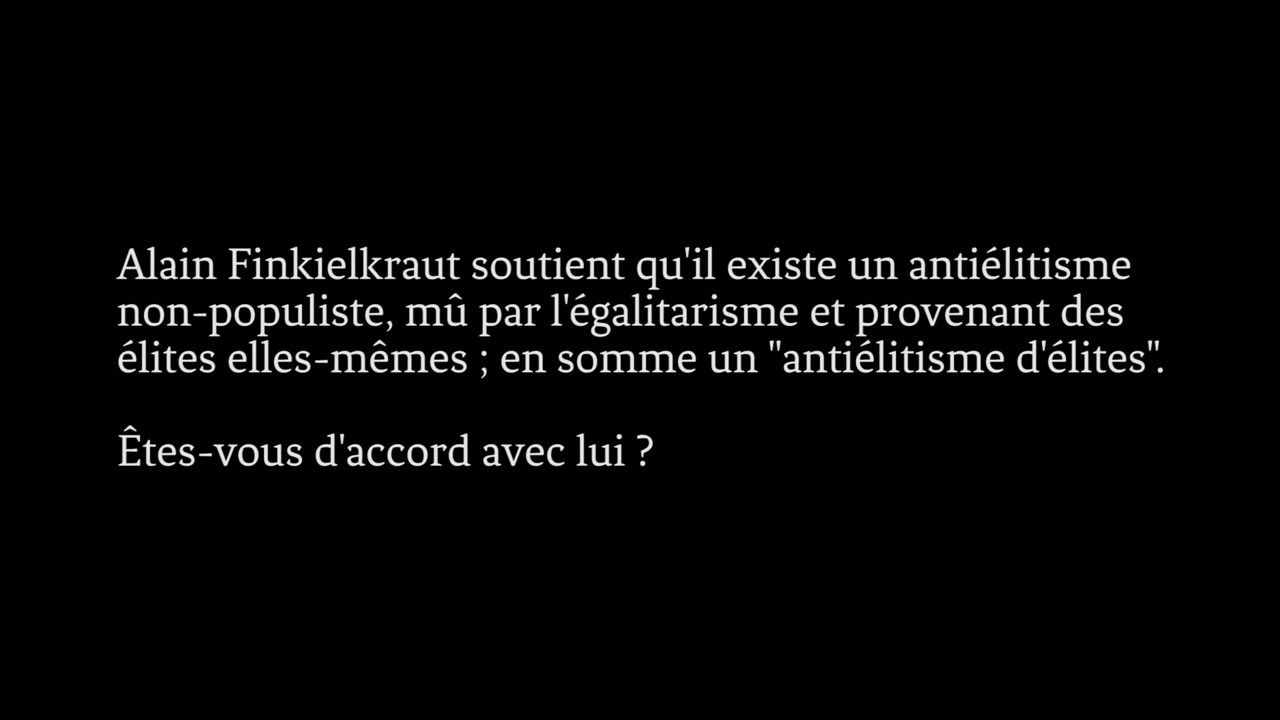 Alain Finkielkraut soutient qu'il existe un antiélitisme
non-populiste, mû par l'égalitarisme et provenant des
élites elles-mêmes ; en somme un "antiélitisme d'élites".
Êtes-vous d'accord avec lui ?